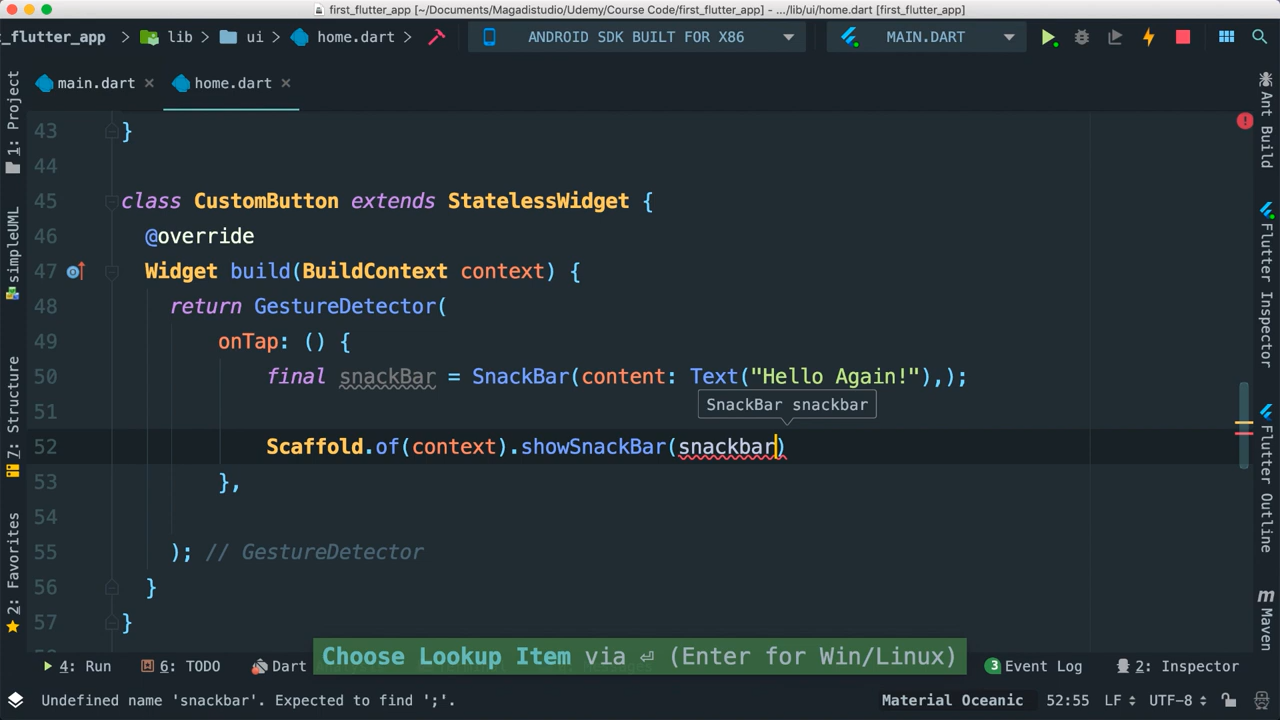 first_flutter_app [~/Documents/Magadistudio/Udemy/Course Code/first_flutter_app] - .../lib/ui/home.dart [first_flutter_app]
t_flutter_app lib ui home.dart ANDROID SDK BUILT FOR X86 MAIN.DART
main.dart home.dart
1: Project
simpleUML
7: Structure
2: Favorites
43 }
44
45 class CustomButton extends StatelessWidget {
46 @override
47 Widget build(BuildContext context) {
48 return GestureDetector(
49 onTap: () {
50 final snackBar = SnackBar(content: Text("Hello Again!"),);
SnackBar snackbar
51
52 Scaffold.of(context).showSnackBar(snackbar)
53 },
54
55 ); // GestureDetector
56 }
57 }
Ant Build
Flutter Inspector
Flutter Outline
m Maven
Choose Lookup Item via ⏎ (Enter for Win/Linux)
4: Run 6: TODO Dart 3 Event Log 2: Inspector
Undefined name 'snackbar'. Expected to find ';'. Material Oceanic 52:55 LF UTF-8